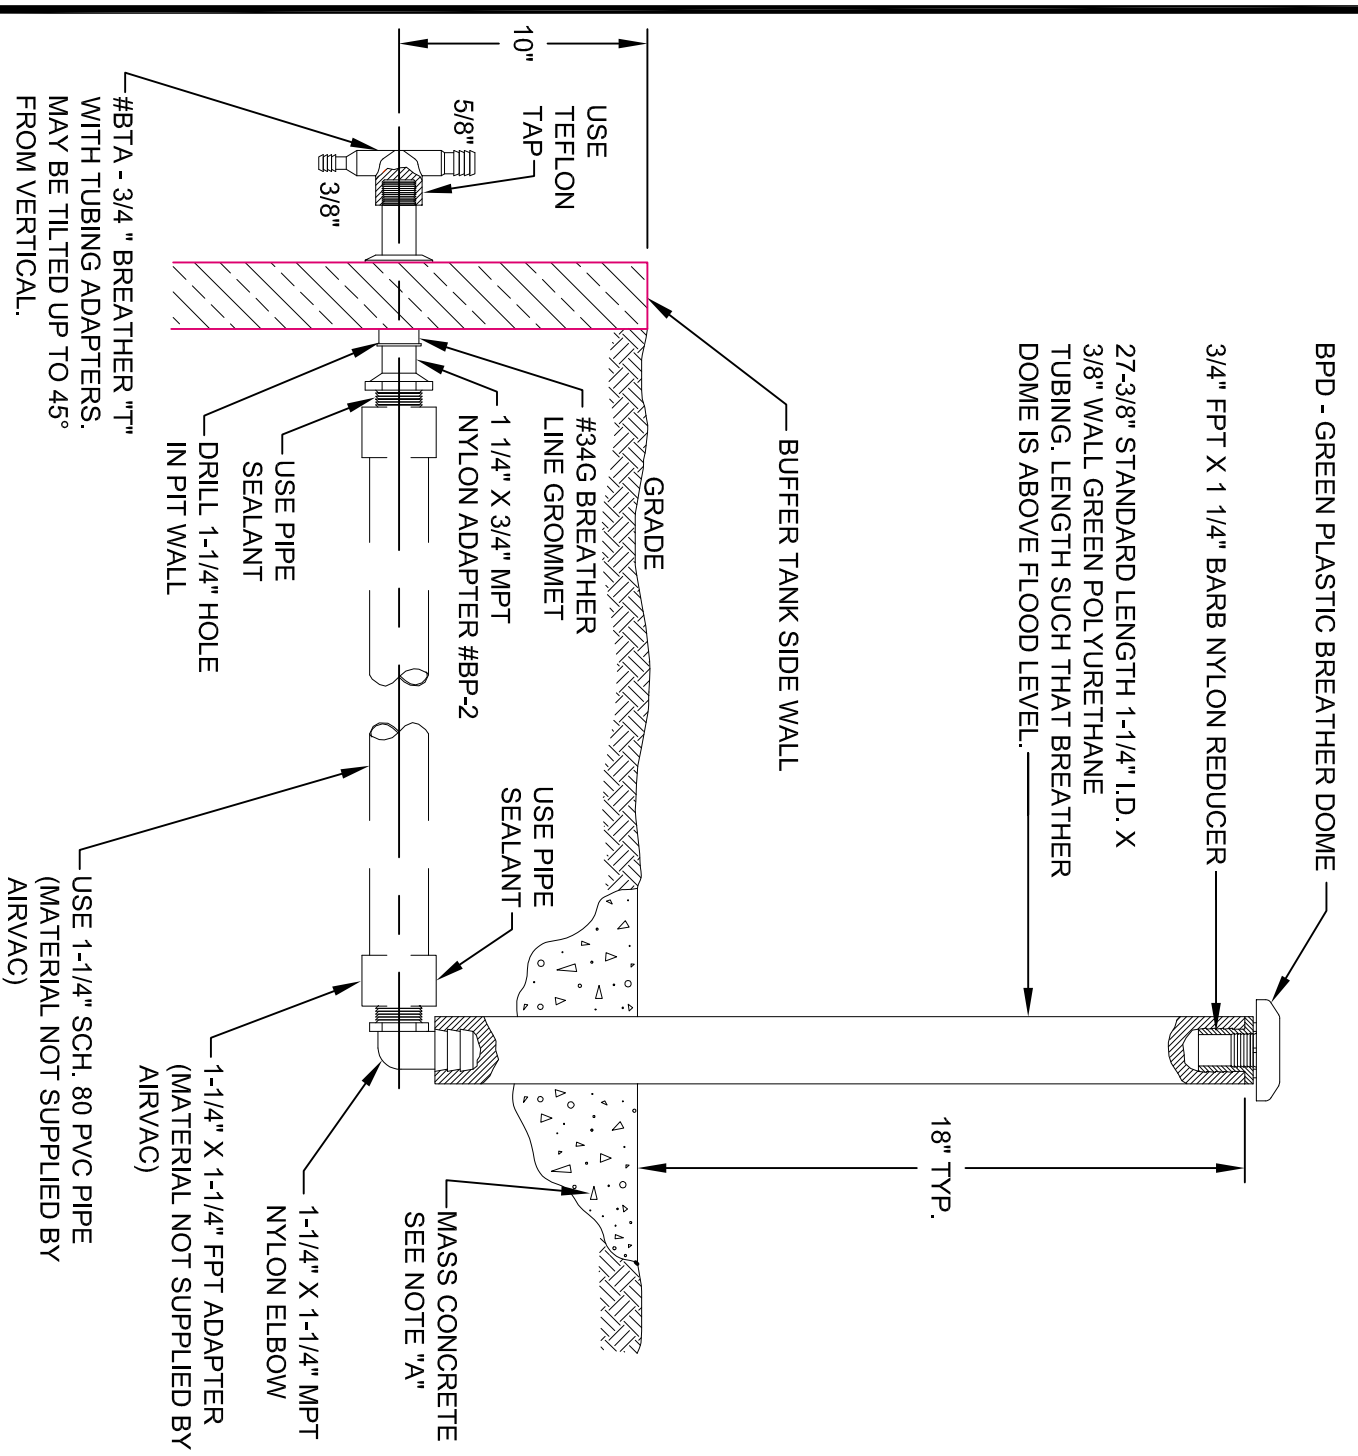 BPD - GREEN PLASTIC BREATHER DOME
3/4" FPT X 1 1/4" BARB NYLON REDUCER
27-3/8" STANDARD LENGTH 1-1/4" I.D. X
3/8" WALL GREEN POLYURETHANE
TUBING. LENGTH SUCH THAT BREATHER
DOME IS ABOVE FLOOD LEVEL.
18" TYP.
BUFFER TANK SIDE WALL
GRADE
10"
USE
TEFLON
TAP
5/8"
3/8"
#BTA - 3/4 " BREATHER "T"
WITH TUBING ADAPTERS.
MAY BE TILTED UP TO 45°
FROM VERTICAL.
#34G BREATHER
LINE GROMMET
1 1/4" X 3/4" MPT
NYLON ADAPTER #BP-2
USE PIPE
SEALANT
DRILL 1-1/4" HOLE
IN PIT WALL
USE PIPE
SEALANT
USE 1-1/4" SCH. 80 PVC PIPE
(MATERIAL NOT SUPPLIED BY
AIRVAC)
MASS CONCRETE
SEE NOTE "A"
1-1/4" X 1-1/4" MPT
NYLON ELBOW
1-1/4" X 1-1/4" FPT ADAPTER
(MATERIAL NOT SUPPLIED BY
AIRVAC)